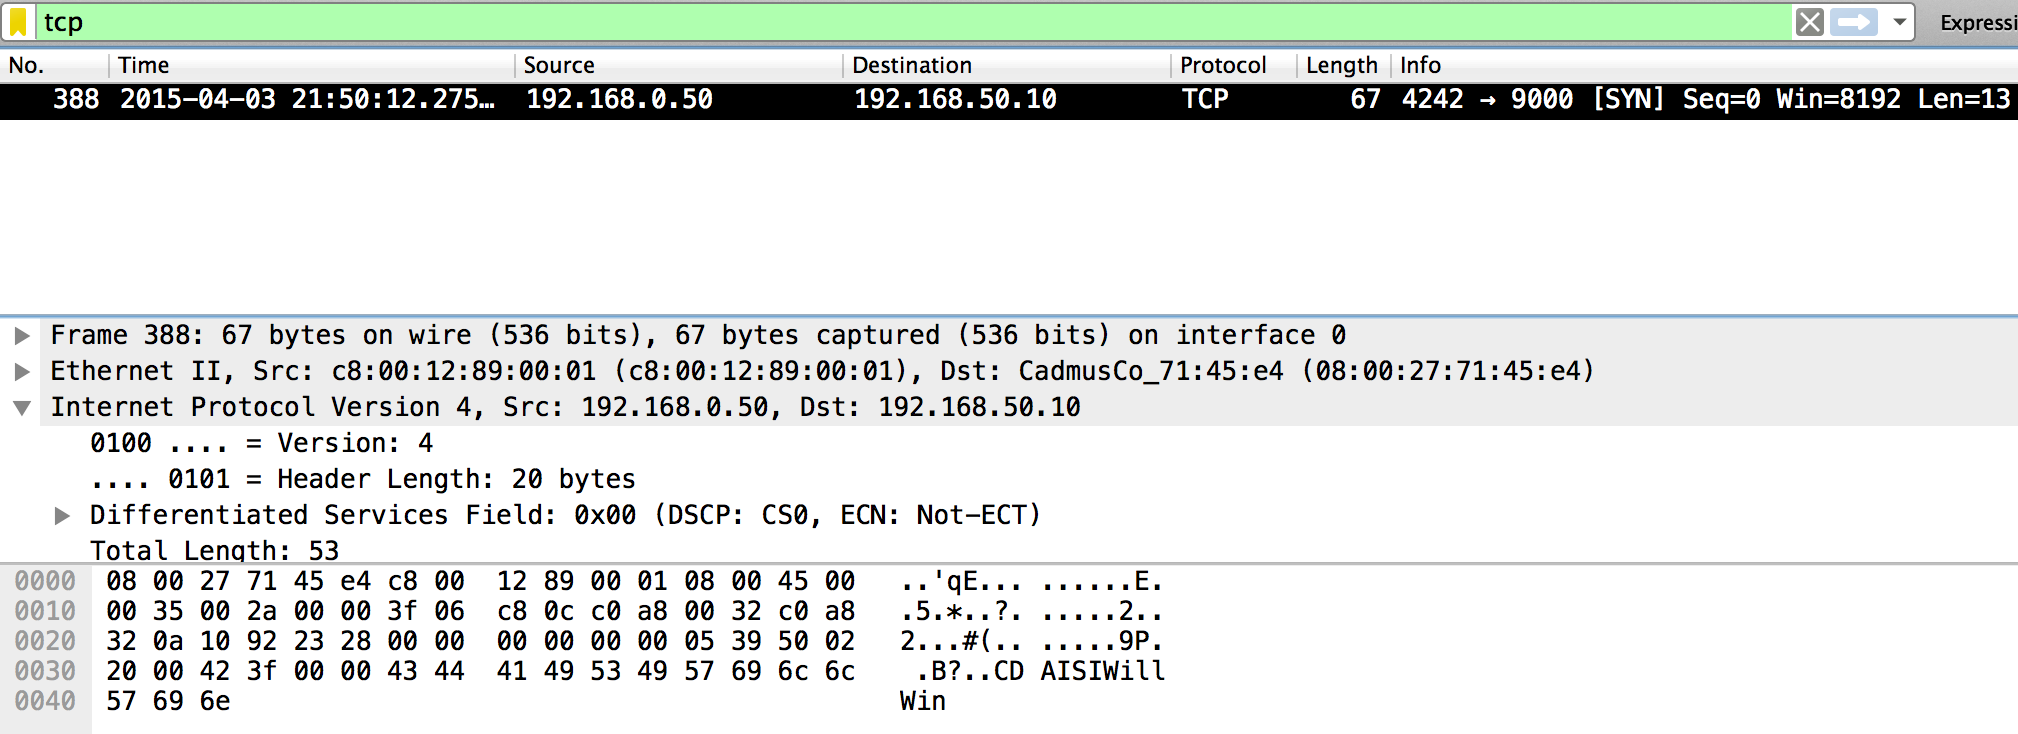 tcp Expressi
No. Time Source Destination Protocol Length Info
388 2015-04-03 21:50:12.275… 192.168.0.50 192.168.50.10 TCP 67 4242 → 9000 [SYN] Seq=0 Win=8192 Len=13
Frame 388: 67 bytes on wire (536 bits), 67 bytes captured (536 bits) on interface 0
Ethernet II, Src: c8:00:12:89:00:01 (c8:00:12:89:00:01), Dst: CadmusCo_71:45:e4 (08:00:27:71:45:e4)
Internet Protocol Version 4, Src: 192.168.0.50, Dst: 192.168.50.10
0100 .... = Version: 4
.... 0101 = Header Length: 20 bytes
Differentiated Services Field: 0x00 (DSCP: CS0, ECN: Not-ECT)
Total Length: 53
0000 08 00 27 71 45 e4 c8 00 12 89 00 01 08 00 45 00 ..'qE... ......E.
0010 00 35 00 2a 00 00 3f 06 c8 0c c0 a8 00 32 c0 a8 .5.*..?. .....2..
0020 32 0a 10 92 23 28 00 00 00 00 00 00 05 39 50 02 2...#(.. .....9P.
0030 20 00 42 3f 00 00 43 44 41 49 53 49 57 69 6c 6c .B?..CD AISIWill
0040 57 69 6e Win